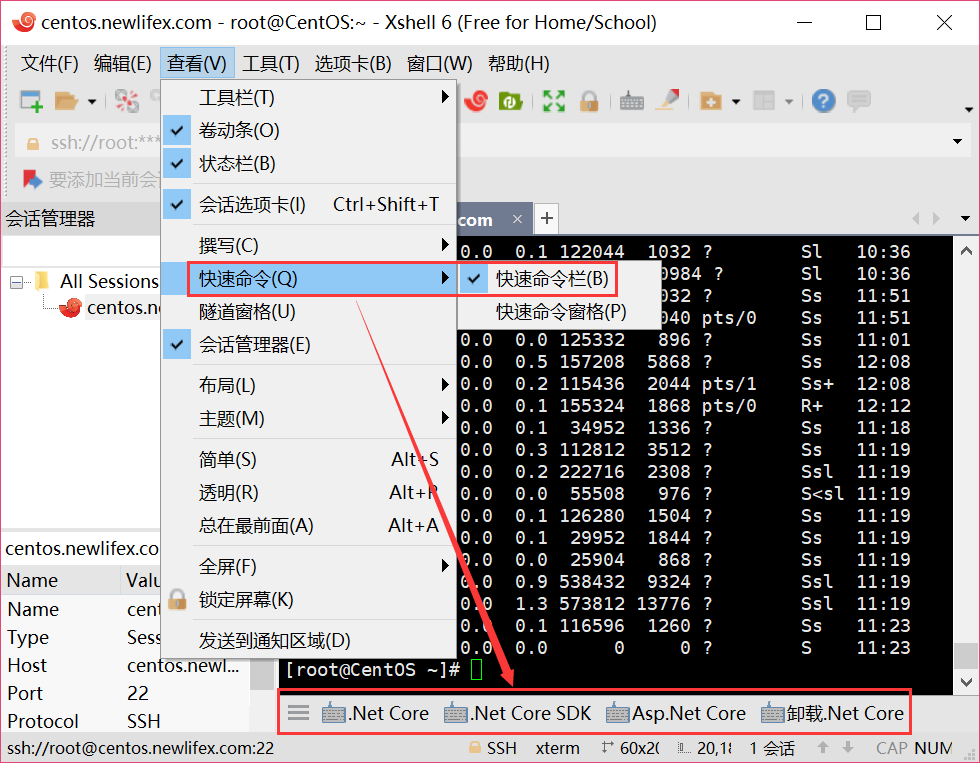 centos.newlifex.com - root@CentOS:~ - Xshell 6 (Free for Home/School)
文件(F) 编辑(E) 查看(V) 工具(T) 选项卡(B) 窗口(W) 帮助(H)
ssh://root:***
要添加当前会
会话管理器
All Sessions
centos.ne
工具栏(T)
卷动条(O)
状态栏(B)
会话选项卡(I) Ctrl+Shift+T
撰写(C)
快速命令(Q)
隧道窗格(U)
会话管理器(E)
布局(L)
主题(M)
简单(S) Alt+S
透明(R) Alt+R
总在最前面(A) Alt+A
全屏(F)
锁定屏幕(K)
发送到通知区域(D)
快速命令栏(B)
快速命令窗格(P)
com × +
0.0 0.1 122044 1032 ? Sl 10:36
0984 ? Sl 10:36
032 ? Ss 11:51
040 pts/0 Ss 11:51
0.0 0.0 125332 896 ? Ss 11:01
0.0 0.5 157208 5868 ? Ss 12:08
0.0 0.2 115436 2044 pts/1 Ss+ 12:08
0.0 0.1 155324 1868 pts/0 R+ 12:12
0.0 0.1 34952 1336 ? Ss 11:18
0.0 0.3 112812 3512 ? Ss 11:19
0.0 0.2 222716 2308 ? Ssl 11:19
0.0 0.0 55508 976 ? S<sl 11:19
0.0 0.1 126280 1504 ? Ss 11:19
0.0 0.1 29952 1844 ? Ss 11:19
0.0 0.0 25904 868 ? Ss 11:19
0.0 0.9 538432 9324 ? Ssl 11:19
0.0 1.3 573812 13776 ? Ssl 11:19
0.0 0.1 116596 1260 ? Ss 11:23
0.0 0.0 0 0 ? S 11:23
[root@CentOS ~]#
centos.newlifex.co
Name Valu
Name cent
Type Sess
Host centos.newl...
Port 22
Protocol SSH
.Net Core .Net Core SDK Asp.Net Core 卸载.Net Core
ssh://root@centos.newlifex.com:22 SSH xterm 60x20 20,18 1 会话 CAP NUM